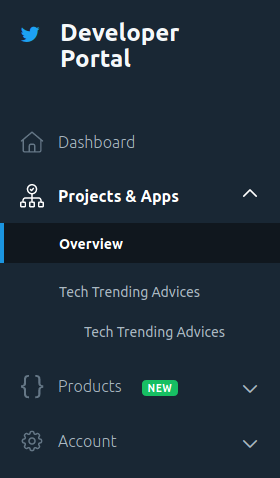 Developer
Portal
Dashboard
Projects & Apps
Overview
Tech Trending Advices
Tech Trending Advices
{ } Products NEW
Account